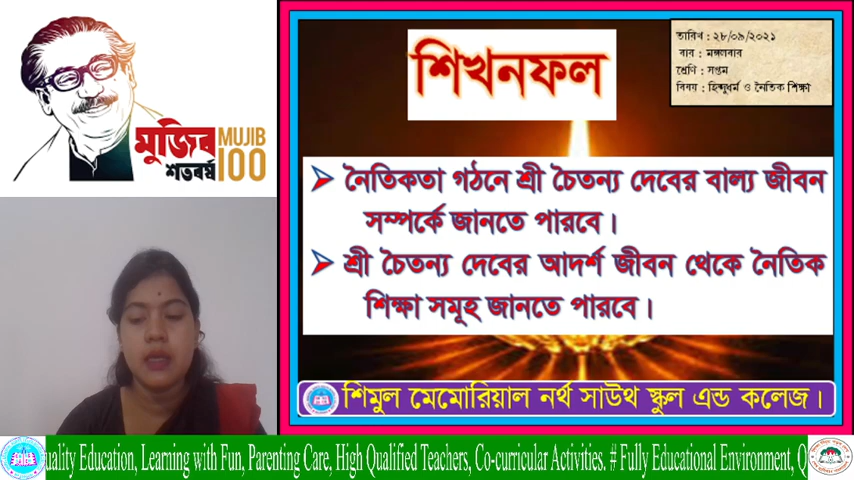 মুজিব
শতবর্ষ
MUJIB
100
শিখনফল
তারিখ : ২৮/০৯/২০২১
বার : মঙ্গলবার
শ্রেণি : সপ্তম
বিষয় : হিন্দুধর্ম ও নৈতিক শিক্ষা
➢ নৈতিকতা গঠনে শ্রী চৈতন্য দেবের বাল্য জীবন
সম্পর্কে জানতে পারবে।
➢ শ্রী চৈতন্য দেবের আদর্শ জীবন থেকে নৈতিক
শিক্ষা সমূহ জানতে পারবে।
শিমুল মেমোরিয়াল নর্থ সাউথ স্কুল এন্ড কলেজ।
uality Education, Learning with Fun, Parenting Care, High Qualified Teachers, Co-curricular Activities. # Fully Educational Environment, Q